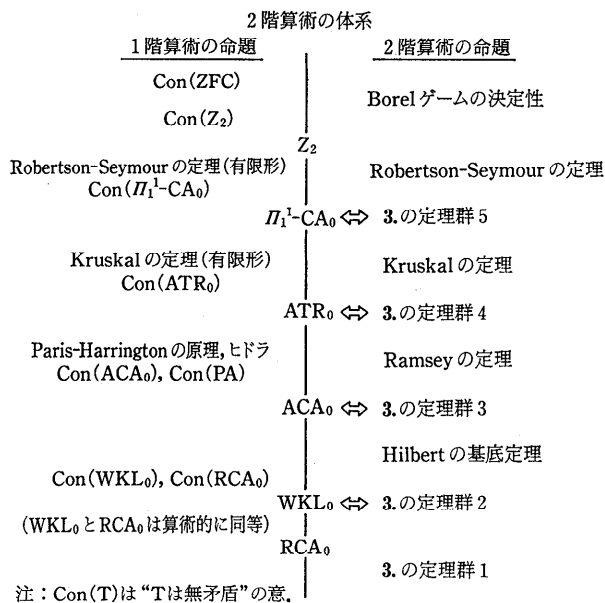 2階算術の体系
1階算術の命題
2階算術の命題
Con(ZFC)
Borelゲームの決定性
Con(Z₂)
Z₂
Robertson-Seymourの定理(有限形)
Robertson-Seymourの定理
Con(Π₁¹-CA₀)
Π₁¹-CA₀ ⇔ 3.の定理群5
Kruskalの定理(有限形)
Kruskalの定理
Con(ATR₀)
ATR₀ ⇔ 3.の定理群4
Paris-Harringtonの原理,ヒドラ
Ramseyの定理
Con(ACA₀), Con(PA)
ACA₀ ⇔ 3.の定理群3
Hilbertの基底定理
Con(WKL₀), Con(RCA₀)
WKL₀ ⇔ 3.の定理群2
(WKL₀とRCA₀は算術的に同等)
RCA₀
3.の定理群1
注:Con(T)は“Tは無矛盾”の意.